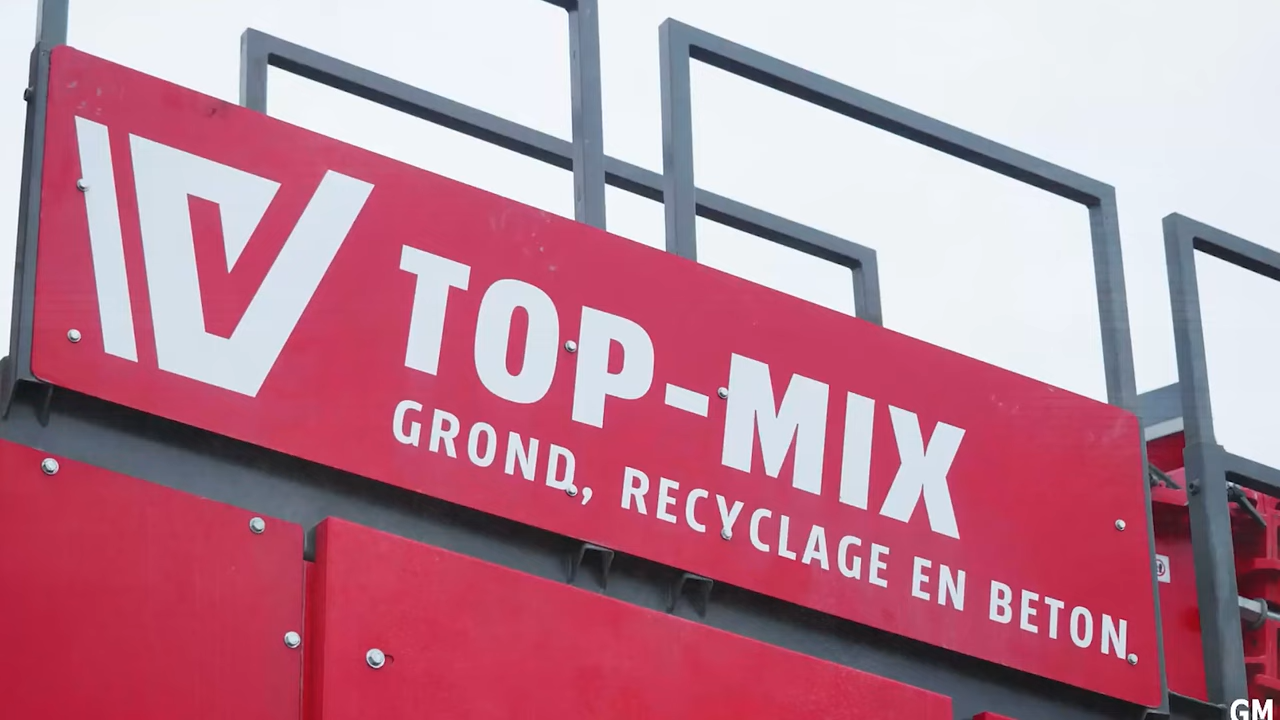 TOP-MIX
GROND, RECYCLAGE EN BETON.
GM